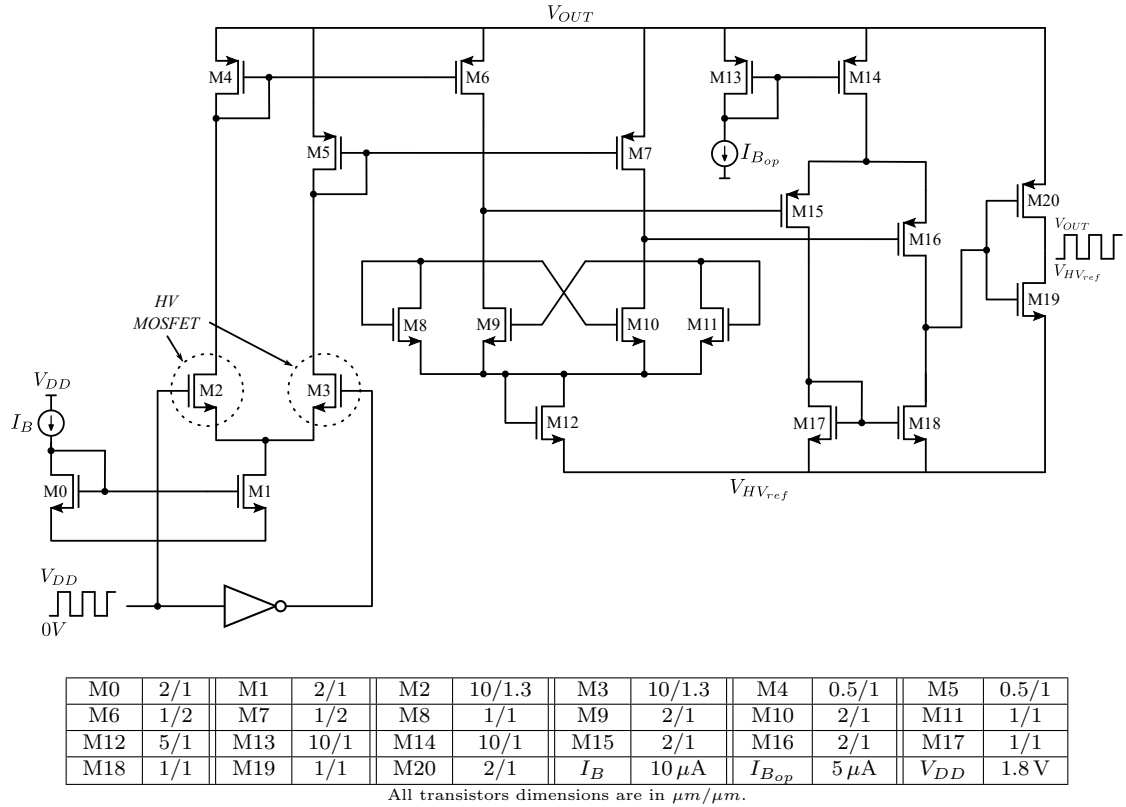 V_OUT
M4
M6
M13
M14
M5
M7
I_Bop
M20
M15
M16
V_OUT
V_HVref
M19
HV
MOSFET
M8
M9
M10
M11
V_DD
M2
M3
I_B
M12
M17
M18
M0
M1
V_HVref
V_DD
0V
M0 2/1 M1 2/1 M2 10/1.3 M3 10/1.3 M4 0.5/1 M5 0.5/1
M6 1/2 M7 1/2 M8 1/1 M9 2/1 M10 2/1 M11 1/1
M12 5/1 M13 10/1 M14 10/1 M15 2/1 M16 2/1 M17 1/1
M18 1/1 M19 1/1 M20 2/1 I_B 10 μA I_Bop 5 μA V_DD 1.8 V
All transistors dimensions are in μm/μm.